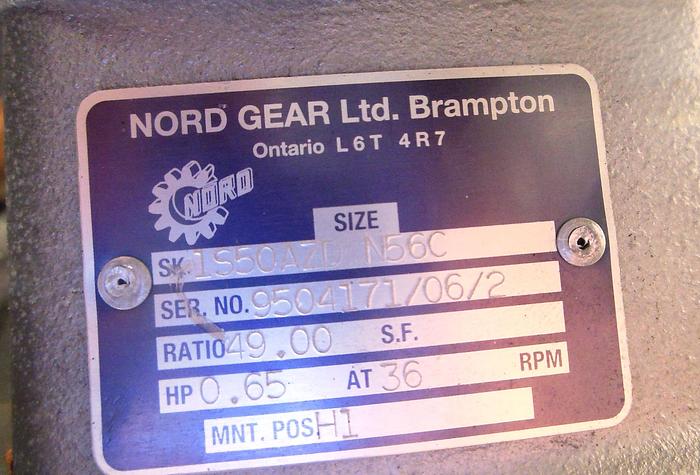 NORD GEAR Ltd. Brampton
Ontario L6T 4R7
NORD
SIZE
SK 1S50AZD N56C
SER. NO. 9504171/06/2
RATIO 49.00 S.F.
HP 0.65 AT 36 RPM
MNT. POS H1